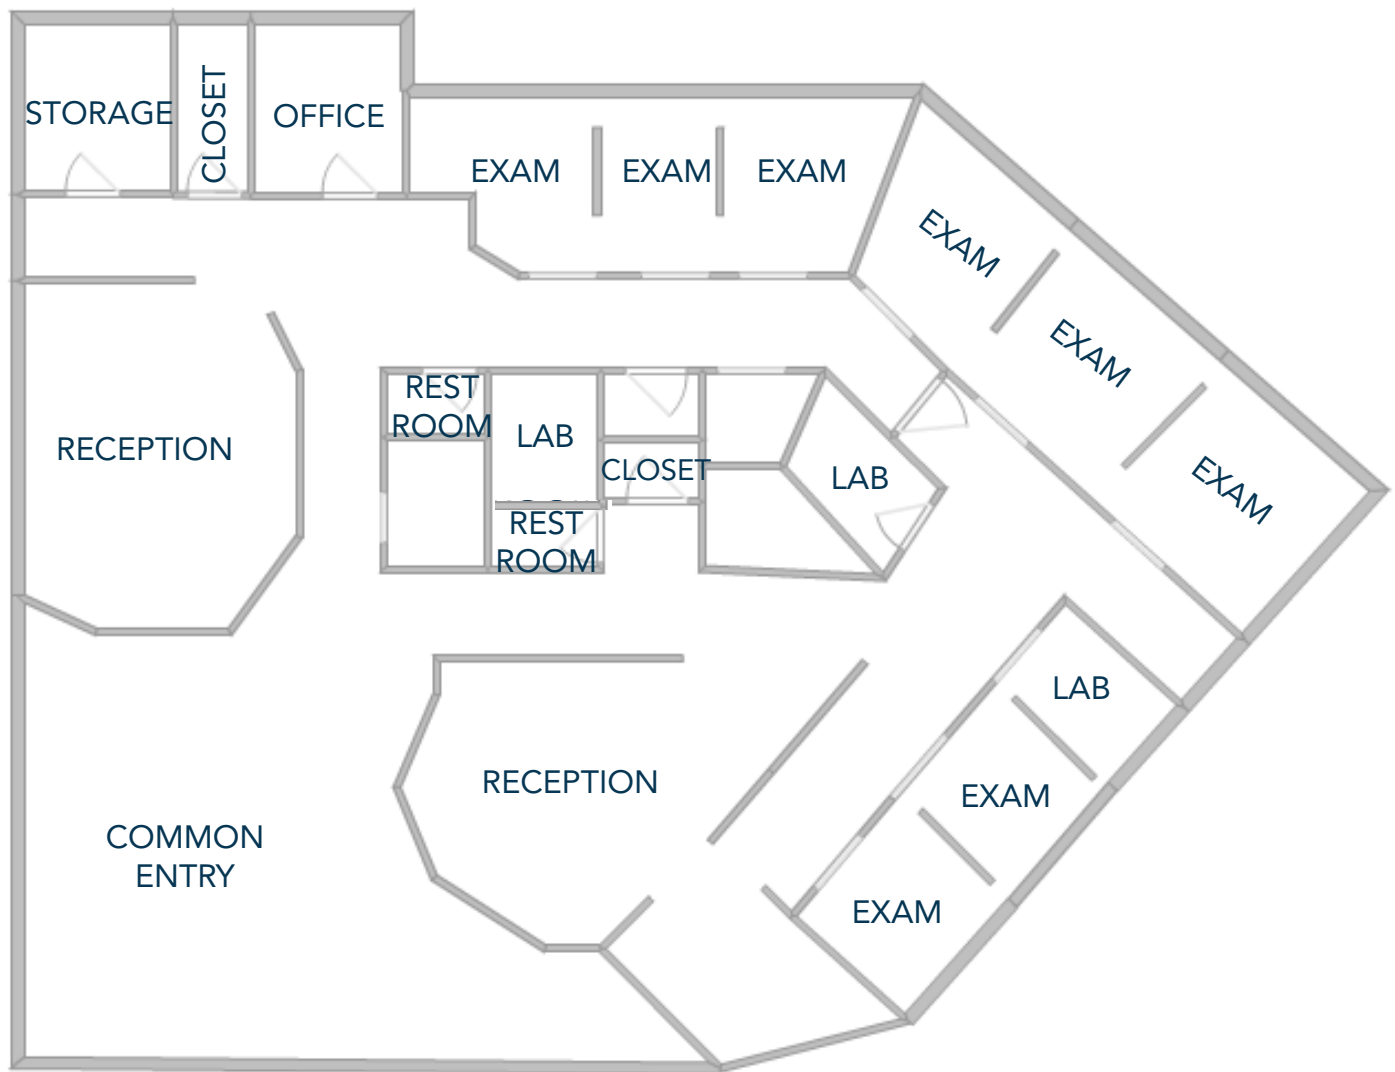 STORAGE
CLOSET
OFFICE
EXAM
EXAM
EXAM
EXAM
EXAM
EXAM
REST
ROOM
LAB
CLOSET
LAB
RECEPTION
REST
ROOM
LAB
EXAM
EXAM
RECEPTION
COMMON
ENTRY